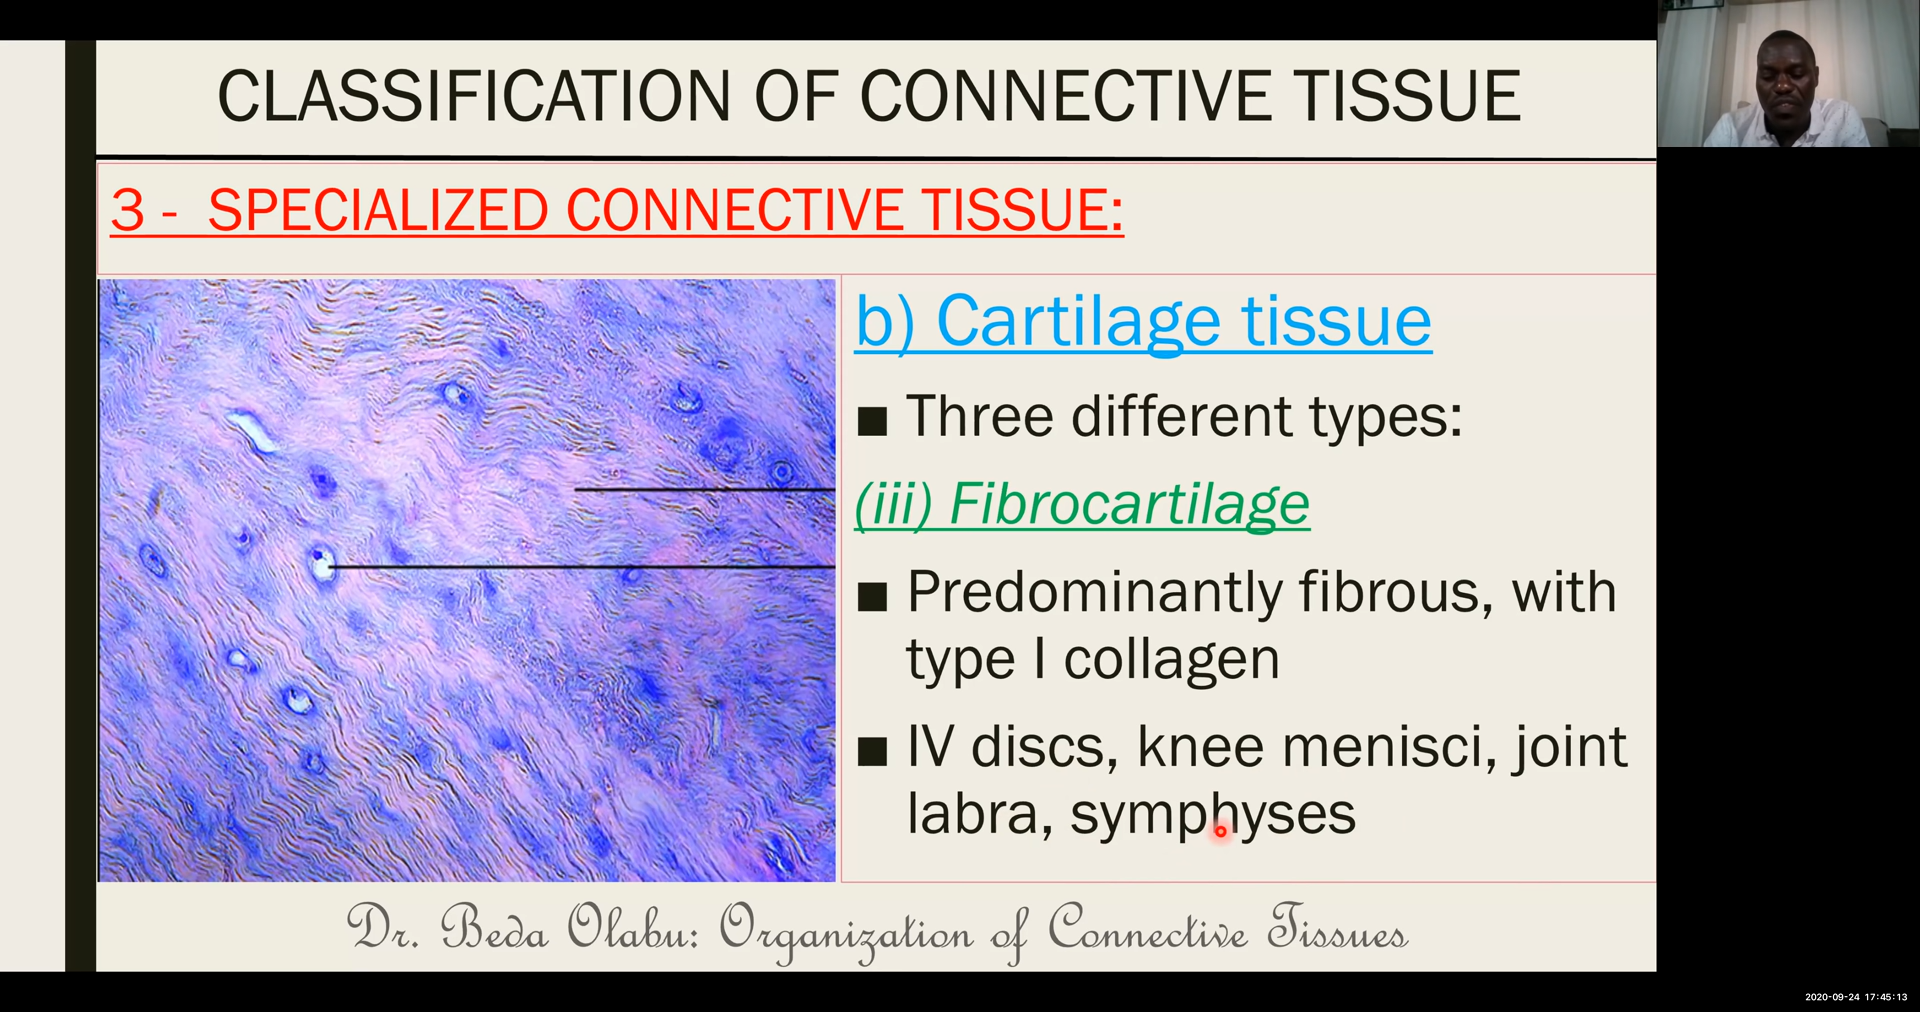 CLASSIFICATION OF CONNECTIVE TISSUE
3 - SPECIALIZED CONNECTIVE TISSUE:
b) Cartilage tissue
■ Three different types:
(iii) Fibrocartilage
■ Predominantly fibrous, with
type I collagen
■ IV discs, knee menisci, joint
labra, symphyses
Dr. Beda Olabu: Organization of Connective Tissues
2020-09-24 17:45:13